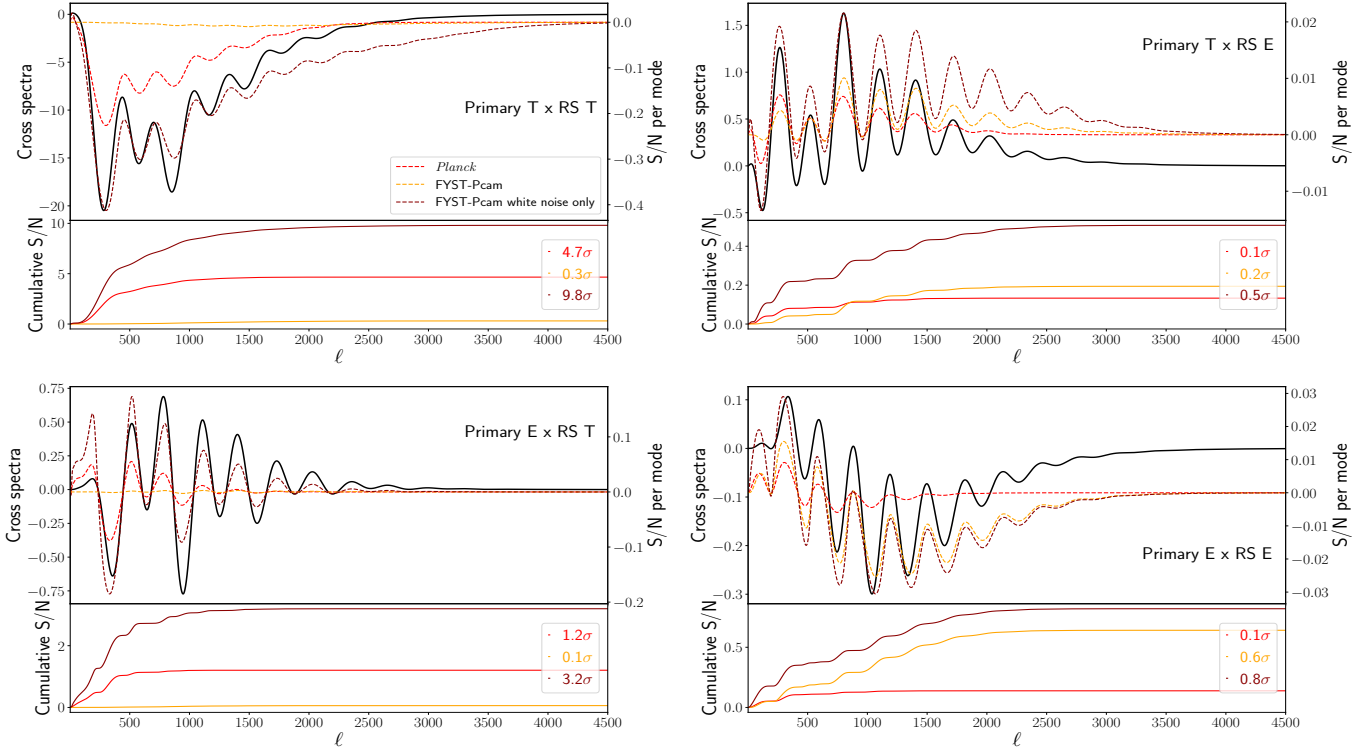 0
−5
−10
−15
−20
Cross spectra
0.0
−0.1
−0.2
−0.3
−0.4
S/N per mode
Primary T x RS T
Planck
FYST-Pcam
FYST-Pcam white noise only
10
5
0
Cumulative S/N
4.7σ
0.3σ
9.8σ
500 1000 1500 2000 2500 3000 3500 4000 4500
ℓ
1.5
1.0
0.5
0.0
−0.5
Cross spectra
0.02
0.01
0.00
−0.01
S/N per mode
Primary T x RS E
0.4
0.2
0.0
Cumulative S/N
0.1σ
0.2σ
0.5σ
500 1000 1500 2000 2500 3000 3500 4000 4500
ℓ
0.75
0.50
0.25
0.00
−0.25
−0.50
−0.75
Cross spectra
0.1
0.0
−0.1
−0.2
S/N per mode
Primary E x RS T
2
0
Cumulative S/N
1.2σ
0.1σ
3.2σ
500 1000 1500 2000 2500 3000 3500 4000 4500
ℓ
0.1
0.0
−0.1
−0.2
−0.3
Cross spectra
0.03
0.02
0.01
0.00
−0.01
−0.02
−0.03
S/N per mode
Primary E x RS E
0.5
0.0
Cumulative S/N
0.1σ
0.6σ
0.8σ
500 1000 1500 2000 2500 3000 3500 4000 4500
ℓ